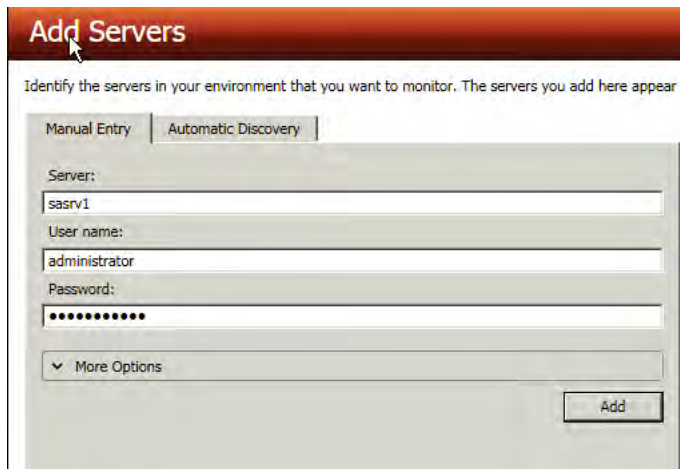 Add Servers
Identify the servers in your environment that you want to monitor. The servers you add here appear
Manual Entry
Automatic Discovery
Server:
sasrv1
User name:
administrator
Password:
●●●●●●●●●●●
More Options
Add